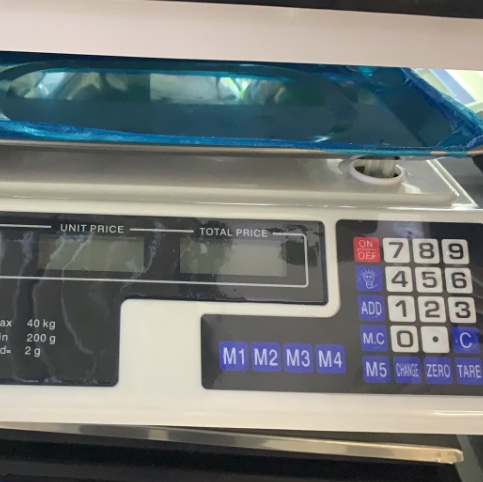 UNIT PRICE TOTAL PRICE
ax 40 kg
in 200 g
d= 2 g
M1 M2 M3 M4
ON OFF 7 8 9
4 5 6
ADD 1 2 3
M.C 0 . C
M5 CHANGE ZERO TARE